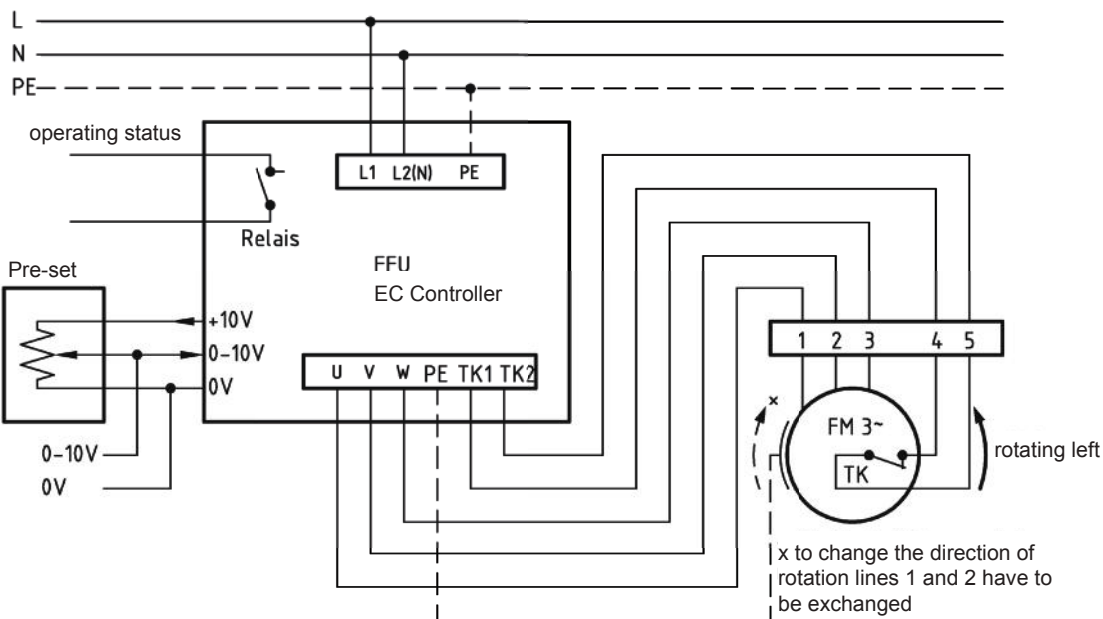 L
N
PE
operating status
L1 L2(N) PE
Relais
FFU
EC Controller
Pre-set
+10V
0-10V
0V
0-10V
0V
U V W PE TK1 TK2
1 2 3 4 5
x
FM 3~
TK
rotating left
x to change the direction of
rotation lines 1 and 2 have to
be exchanged